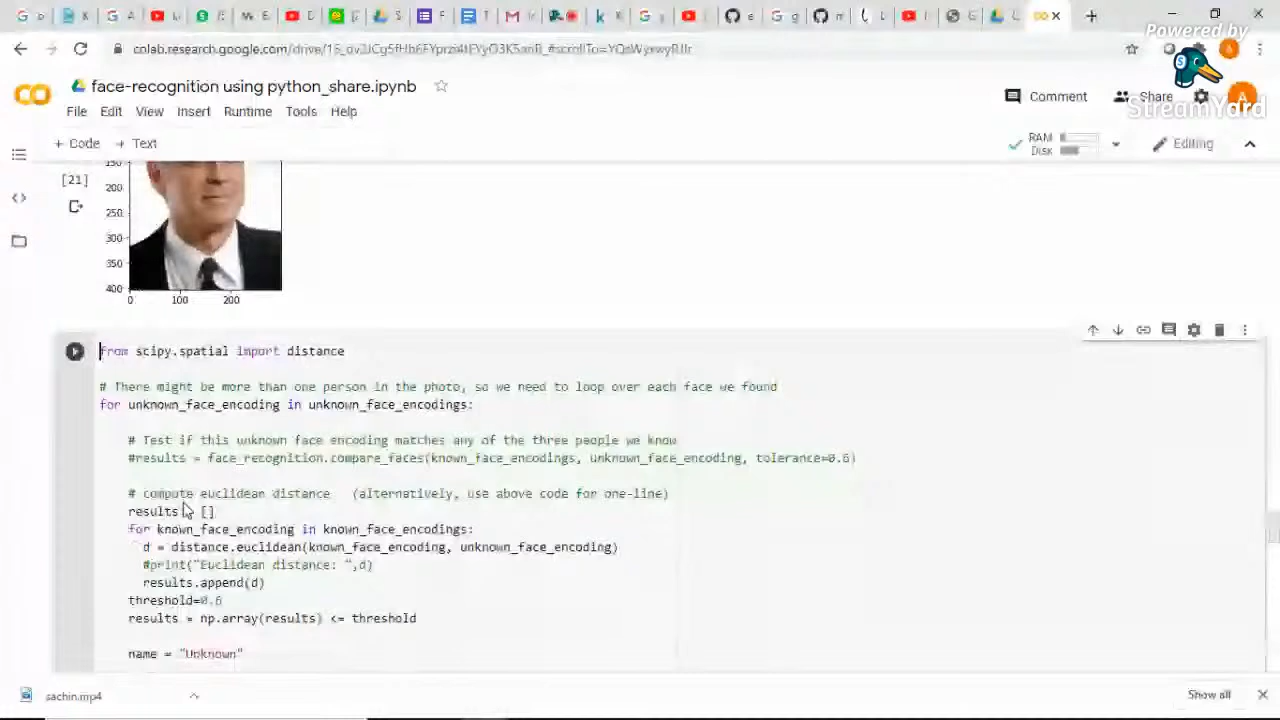 colab.research.google.com/drive/
Powered by
StreamYard
face-recognition using python_share.ipynb
File Edit View Insert Runtime Tools Help
Comment Share
+ Code + Text
RAM
Disk
Editing
[21]
150
200
250
300
350
400
0 100 200
from scipy.spatial import distance
# There might be more than one person in the photo, so we need to loop over each face we found
for unknown_face_encoding in unknown_face_encodings:
# Test if this unknown face encoding matches any of the three people we know
#results = face_recognition.compare_faces(known_face_encodings, unknown_face_encoding, tolerance=0.6)
# compute euclidean distance (alternatively, use above code for one-line)
results []
for known_face_encoding in known_face_encodings:
d = distance.euclidean(known_face_encoding, unknown_face_encoding)
#print("Euclidean distance: ",d)
results.append(d)
threshold=0.6
results = np.array(results) <= threshold
name = "Unknown"
sachin.mp4
Show all